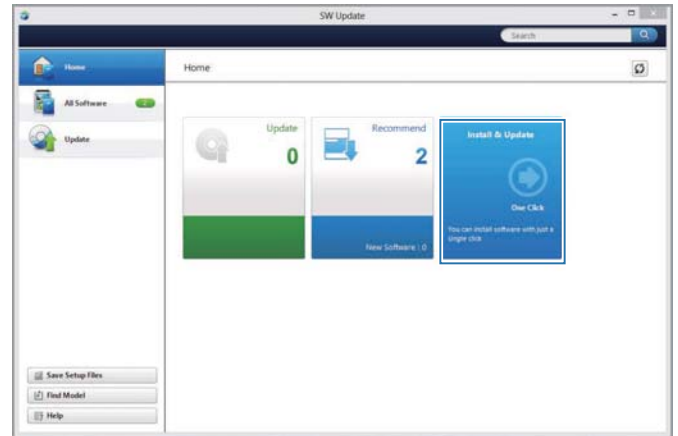 SW Update
Search
Home
Home
All Software
Update
Update
0
Recommend
2
New Software : 0
Install & Update
One Click
You can install software with just a
single click
Save Setup Files
Find Model
Help